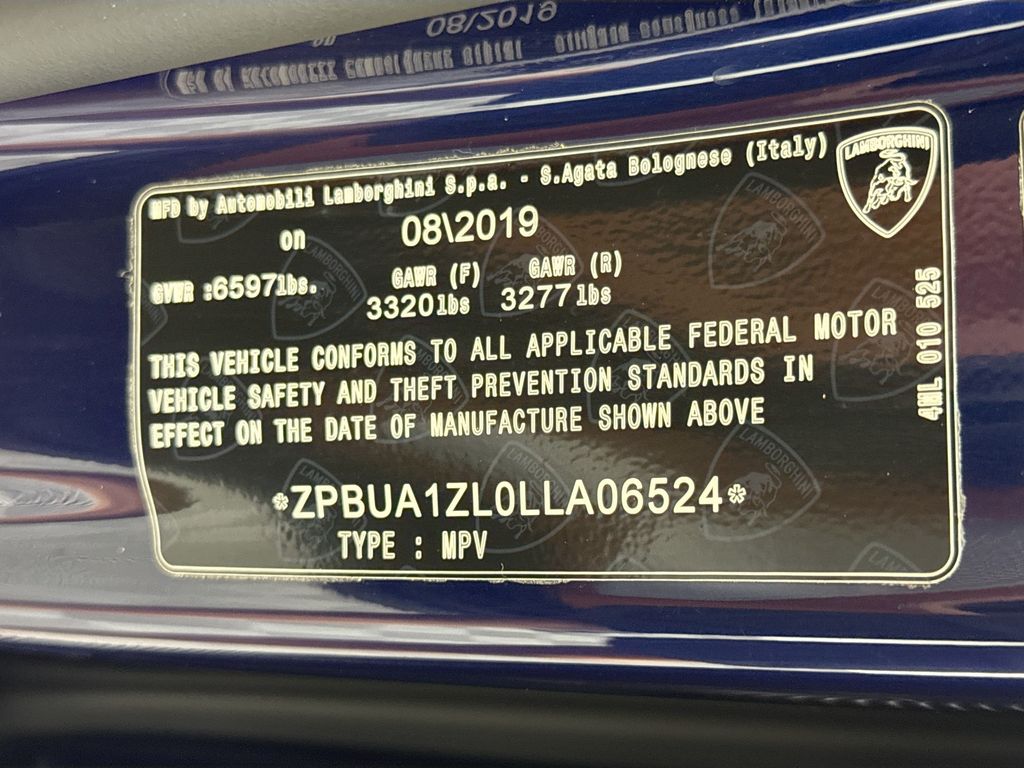 MFD by Automobili Lamborghini S.p.a. - S.Agata Bolognese (Italy)
LAMBORGHINI
on 08\2019
GVWR :6597lbs. GAWR (F) GAWR (R)
3320lbs 3277lbs
THIS VEHICLE CONFORMS TO ALL APPLICABLE FEDERAL MOTOR
VEHICLE SAFETY AND THEFT PREVENTION STANDARDS IN
EFFECT ON THE DATE OF MANUFACTURE SHOWN ABOVE
4ML 010 525
*ZPBUA1ZL0LLA06524*
TYPE : MPV